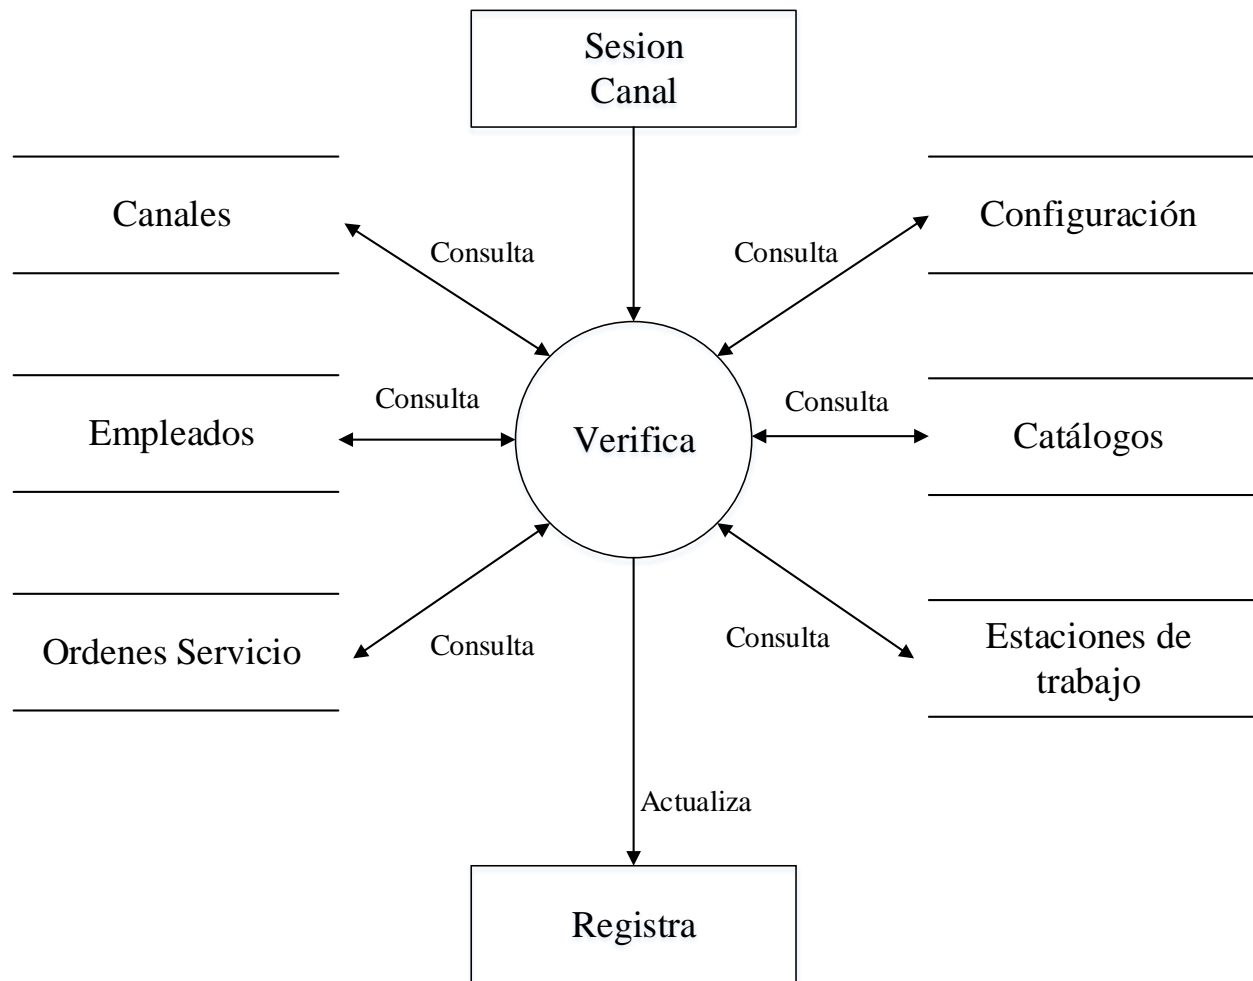 Sesion
Canal
Canales
Configuración
Consulta
Consulta
Empleados
Consulta
Verifica
Consulta
Catálogos
Ordenes Servicio
Consulta
Consulta
Estaciones de
trabajo
Actualiza
Registra